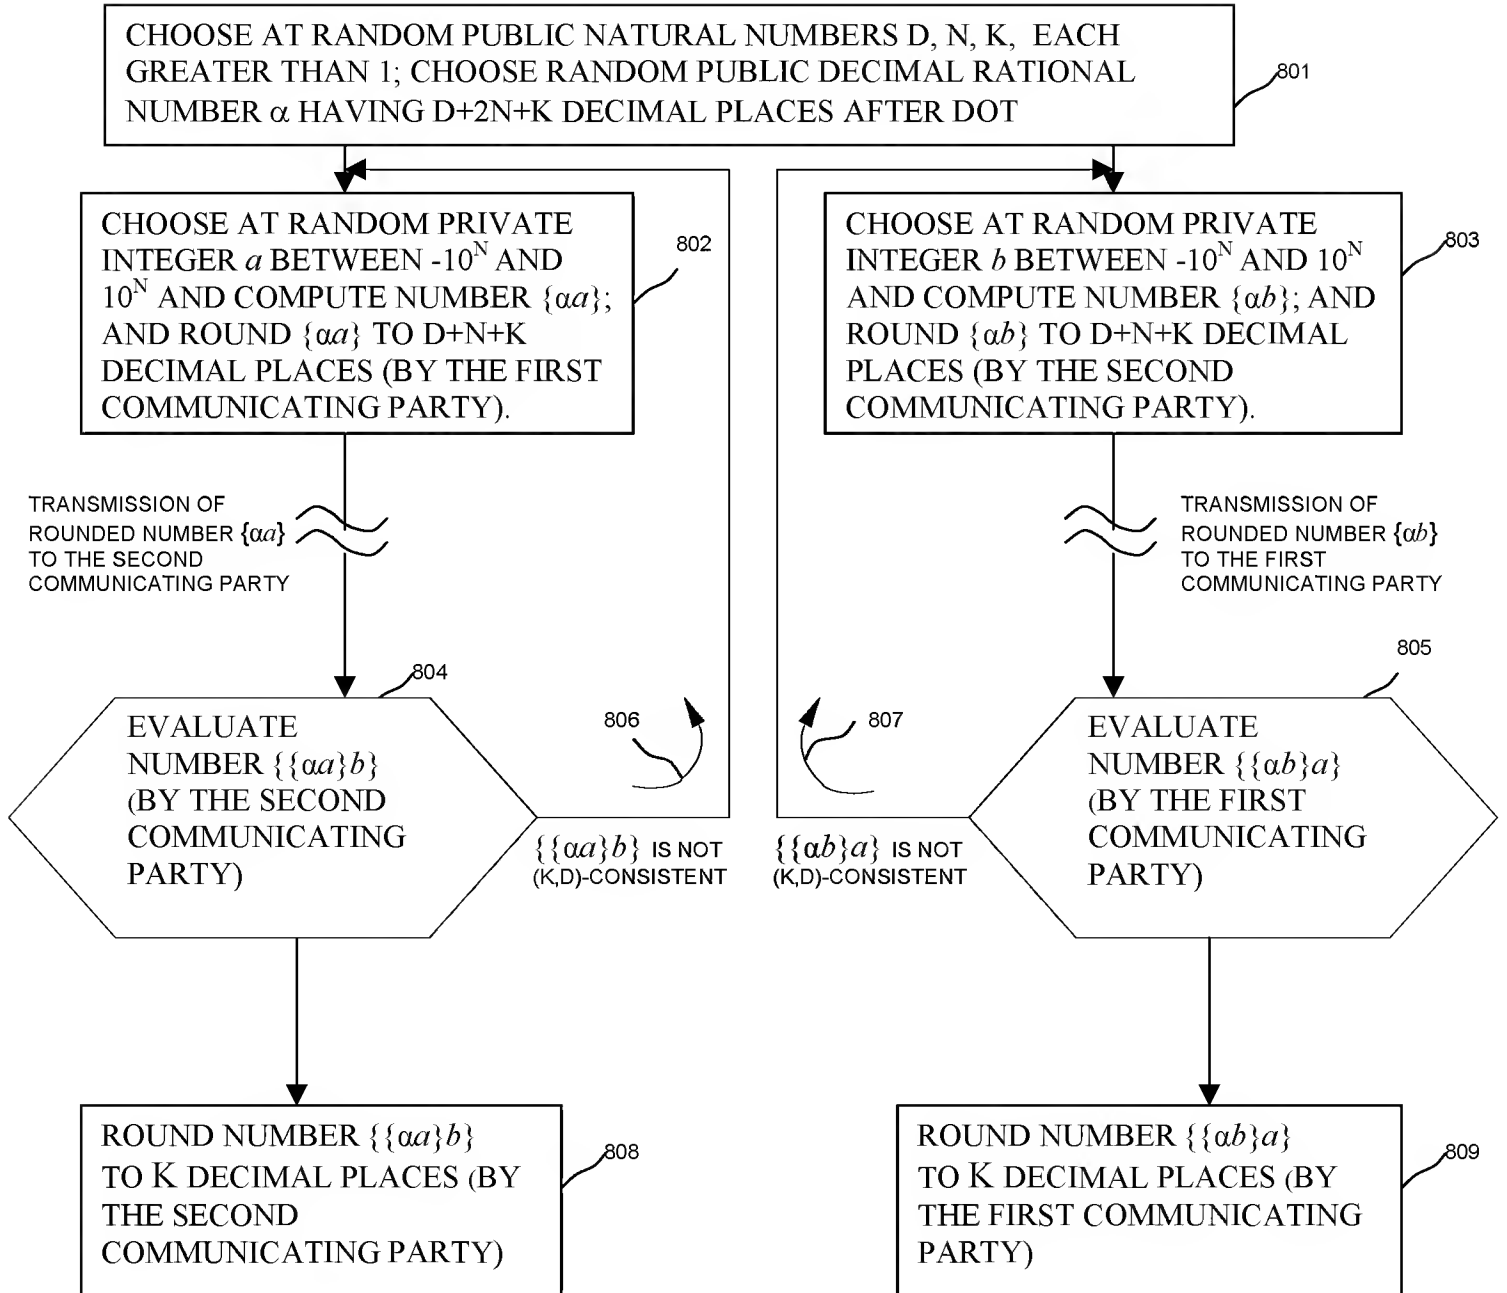 CHOOSE AT RANDOM PUBLIC NATURAL NUMBERS D, N, K, EACH
GREATER THAN 1; CHOOSE RANDOM PUBLIC DECIMAL RATIONAL
NUMBER α HAVING D+2N+K DECIMAL PLACES AFTER DOT
801
CHOOSE AT RANDOM PRIVATE
INTEGER a BETWEEN -10^N AND
10^N AND COMPUTE NUMBER {αa};
AND ROUND {αa} TO D+N+K
DECIMAL PLACES (BY THE FIRST
COMMUNICATING PARTY).
802
CHOOSE AT RANDOM PRIVATE
INTEGER b BETWEEN -10^N AND 10^N
AND COMPUTE NUMBER {αb}; AND
ROUND {αb} TO D+N+K DECIMAL
PLACES (BY THE SECOND
COMMUNICATING PARTY).
803
TRANSMISSION OF
ROUNDED NUMBER {αa}
TO THE SECOND
COMMUNICATING PARTY
TRANSMISSION OF
ROUNDED NUMBER {αb}
TO THE FIRST
COMMUNICATING PARTY
804
EVALUATE
NUMBER {{αa}b}
(BY THE SECOND
COMMUNICATING
PARTY)
806
{{αa}b} IS NOT
(K,D)-CONSISTENT
807
{{αb}a} IS NOT
(K,D)-CONSISTENT
805
EVALUATE
NUMBER {{αb}a}
(BY THE FIRST
COMMUNICATING
PARTY)
ROUND NUMBER {{αa}b}
TO K DECIMAL PLACES (BY
THE SECOND
COMMUNICATING PARTY)
808
ROUND NUMBER {{αb}a}
TO K DECIMAL PLACES (BY
THE FIRST COMMUNICATING
PARTY)
809